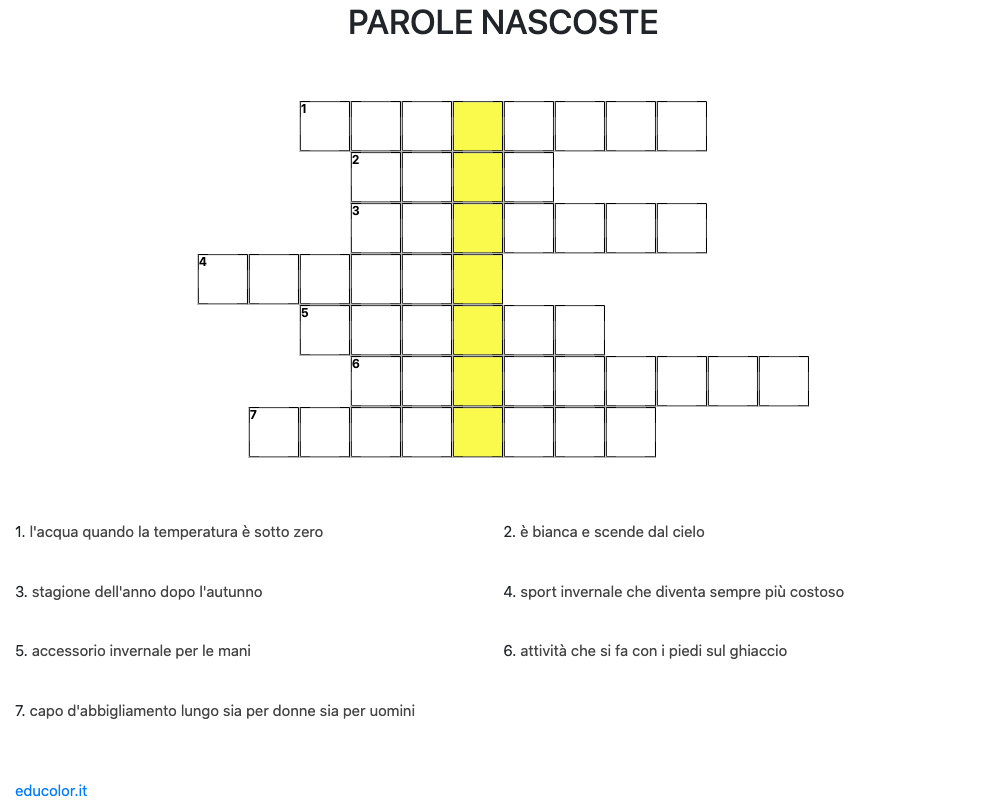 PAROLE NASCOSTE
1
2
3
4
5
6
7
1. l'acqua quando la temperatura è sotto zero
2. è bianca e scende dal cielo
3. stagione dell'anno dopo l'autunno
4. sport invernale che diventa sempre più costoso
5. accessorio invernale per le mani
6. attività che si fa con i piedi sul ghiaccio
7. capo d'abbigliamento lungo sia per donne sia per uomini
educolor.it